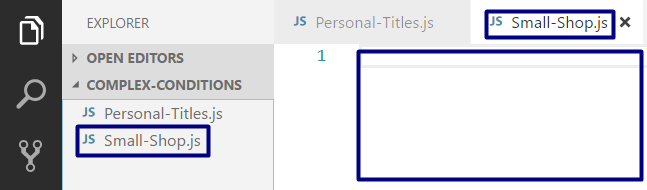 EXPLORER
OPEN EDITORS
COMPLEX-CONDITIONS
JS Personal-Titles.js
JS Small-Shop.js
JS Personal-Titles.js JS Small-Shop.js ×
1